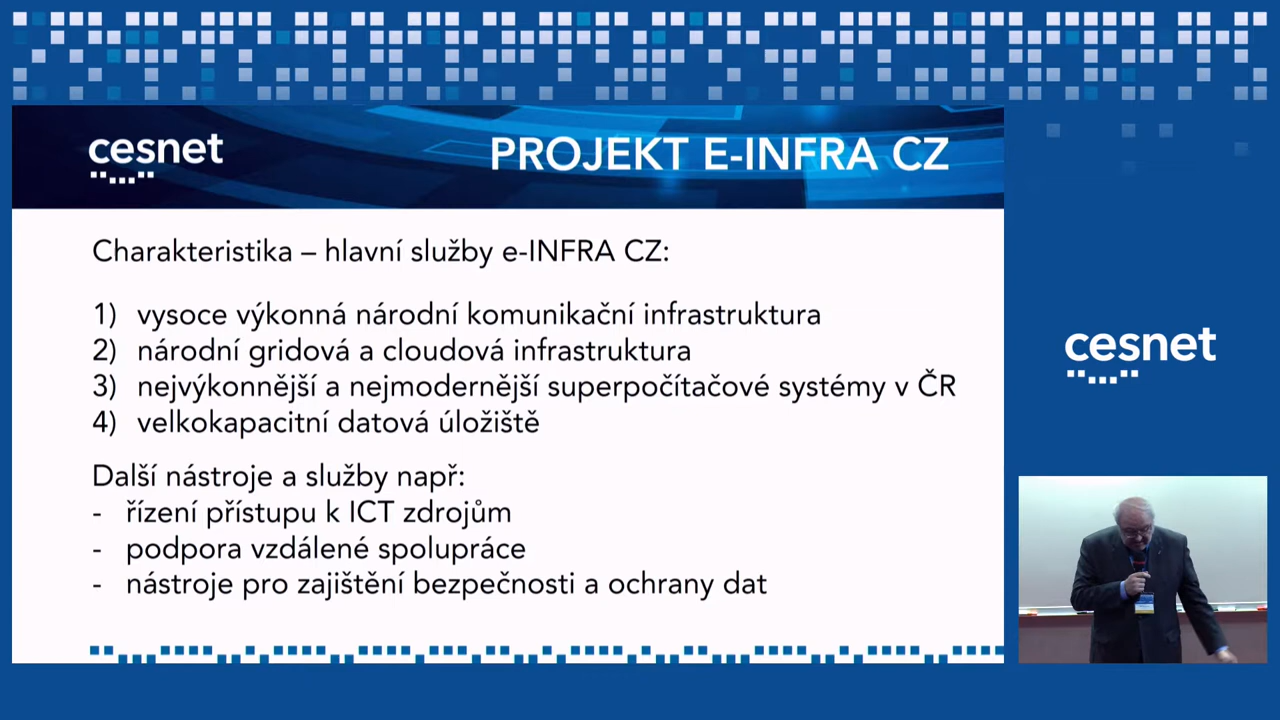 cesnet
PROJEKT E-INFRA CZ
Charakteristika – hlavní služby e-INFRA CZ:
1) vysoce výkonná národní komunikační infrastruktura
2) národní gridová a cloudová infrastruktura
3) nejvýkonnější a nejmodernější superpočítačové systémy v ČR
4) velkokapacitní datová úložiště
Další nástroje a služby např:
- řízení přístupu k ICT zdrojům
- podpora vzdálené spolupráce
- nástroje pro zajištění bezpečnosti a ochrany dat
cesnet